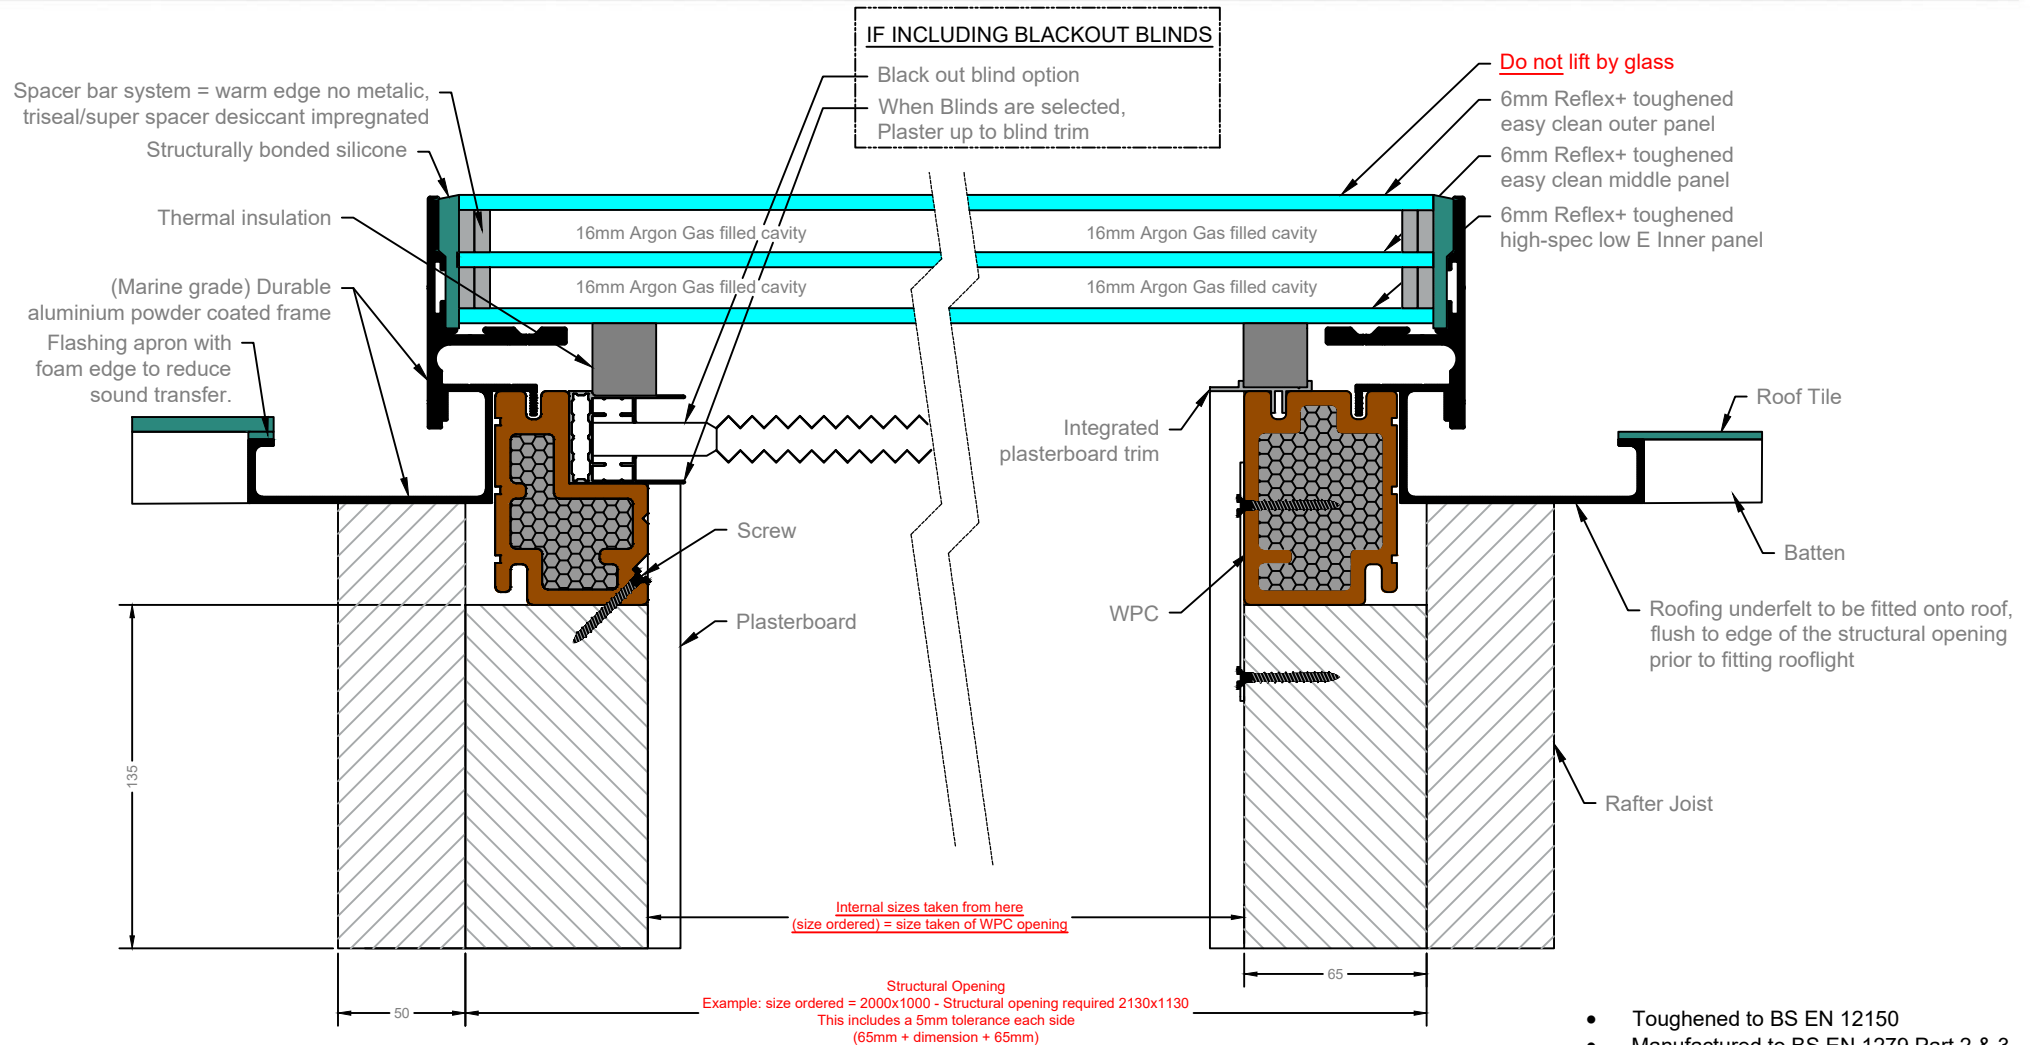 IF INCLUDING BLACKOUT BLINDS
Black out blind option
When Blinds are selected,
Plaster up to blind trim
Spacer bar system = warm edge no metalic,
triseal/super spacer desiccant impregnated
Structurally bonded silicone
Thermal insulation
(Marine grade) Durable
aluminium powder coated frame
Flashing apron with
foam edge to reduce
sound transfer.
Do not lift by glass
6mm Reflex+ toughened
easy clean outer panel
6mm Reflex+ toughened
easy clean middle panel
6mm Reflex+ toughened
high-spec low E Inner panel
16mm Argon Gas filled cavity
16mm Argon Gas filled cavity
16mm Argon Gas filled cavity
16mm Argon Gas filled cavity
Roof Tile
Integrated
plasterboard trim
Screw
Batten
Plasterboard
WPC
Roofing underfelt to be fitted onto roof,
flush to edge of the structural opening
prior to fitting rooflight
135
Rafter Joist
Internal sizes taken from here
(size ordered) = size taken of WPC opening
65
50
Structural Opening
Example: size ordered = 2000x1000 - Structural opening required 2130x1130
This includes a 5mm tolerance each side
(65mm + dimension + 65mm)
• Toughened to BS EN 12150
• Manufactured to BS EN 1279 Part 2 & 3